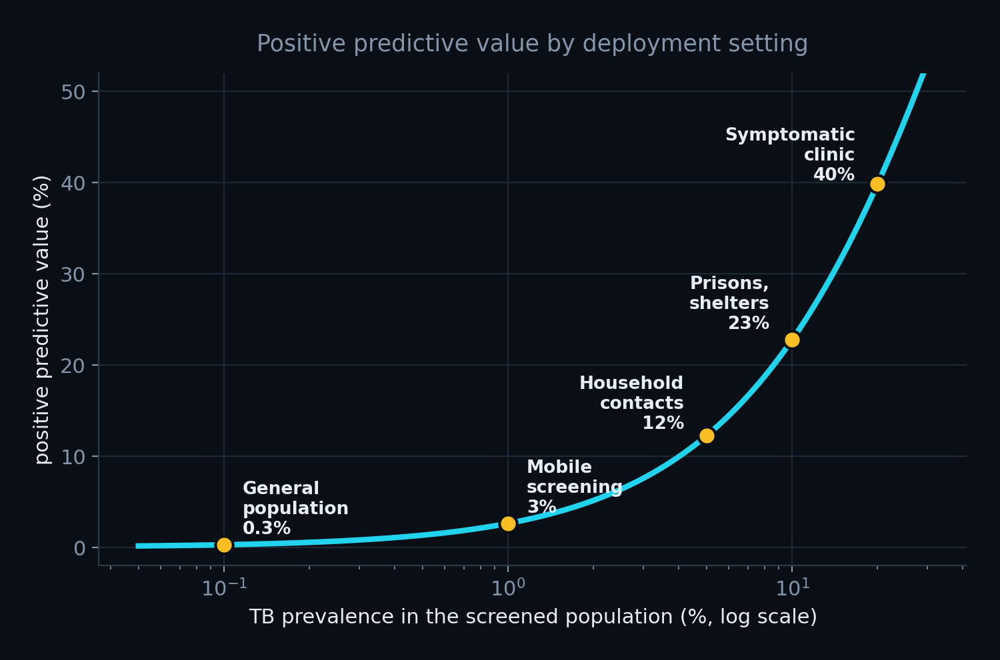 Positive predictive value by deployment setting
positive predictive value (%)
50
40
30
20
10
0
Symptomatic
clinic
40%
Prisons,
shelters
23%
Household
contacts
12%
Mobile
screening
3%
General
population
0.3%
10⁻¹
10⁰
10¹
TB prevalence in the screened population (%, log scale)